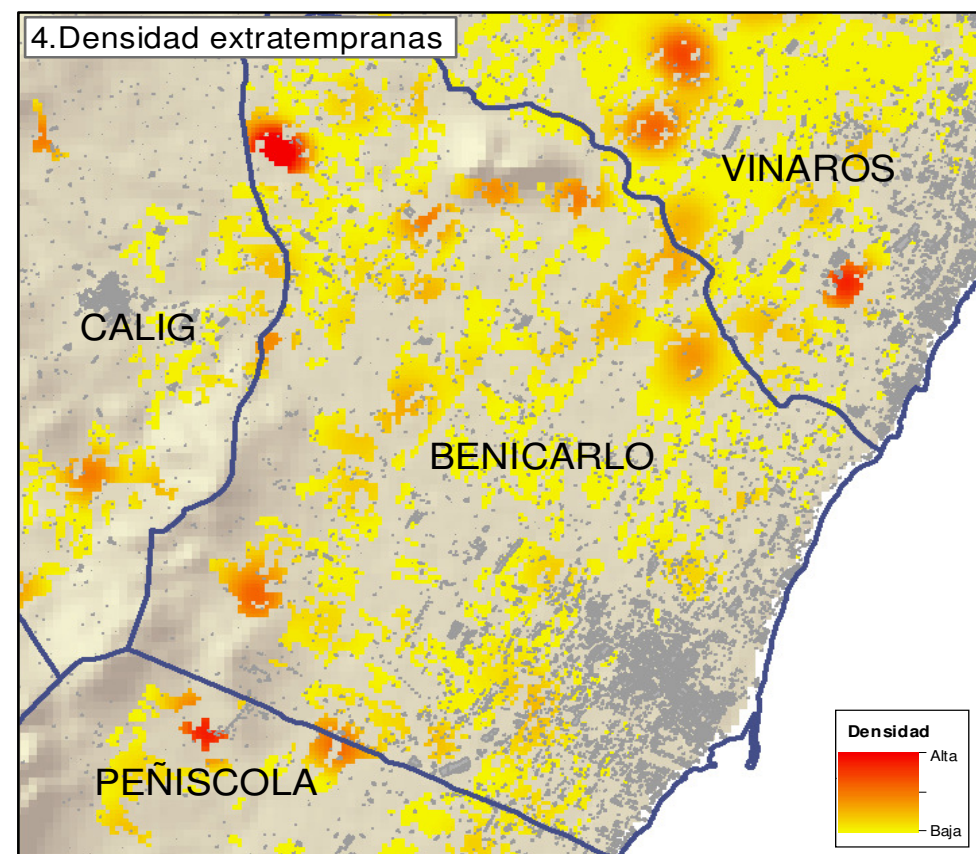 4.Densidad extratempranas
VINAROS
CALIG
BENICARLO
PEÑISCOLA
Densidad
Alta
Baja